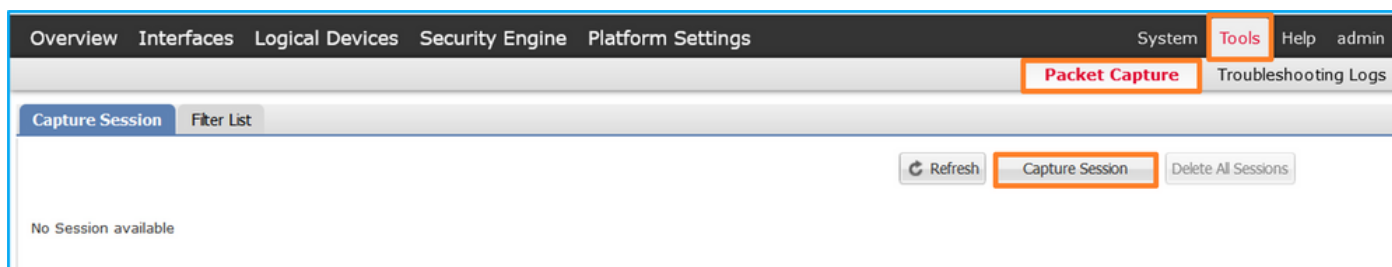 Overview Interfaces Logical Devices Security Engine Platform Settings System Tools Help admin
Packet Capture Troubleshooting Logs
Capture Session Filter List
Refresh Capture Session Delete All Sessions
No Session available